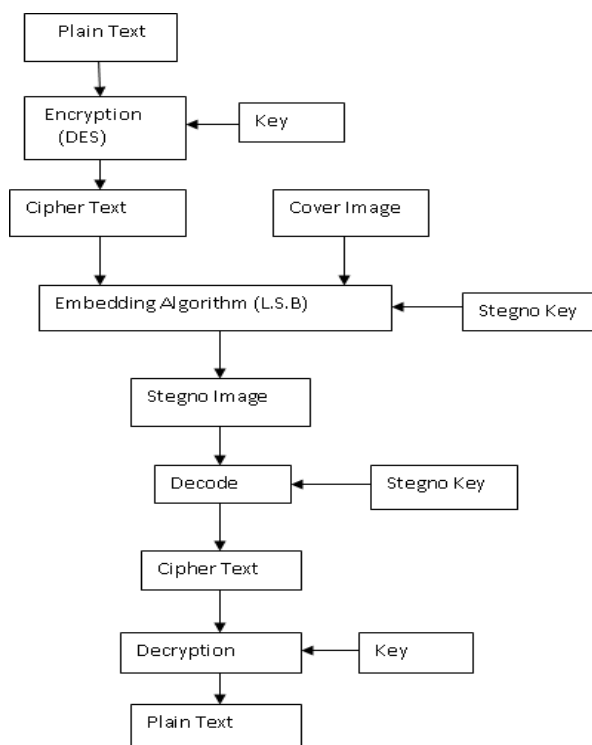 Plain Text
Encryption
(DES)
Key
Cipher Text
Cover Image
Embedding Algorithm (L.S.B)
Stegno Key
Stegno Image
Decode
Stegno Key
Cipher Text
Decryption
Key
Plain Text